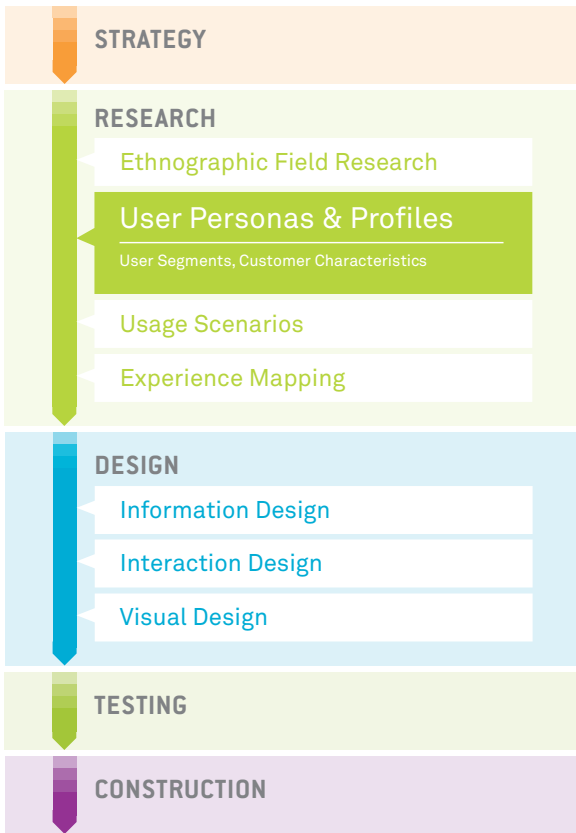 STRATEGY
RESEARCH
Ethnographic Field Research
User Personas & Profiles
User Segments, Customer Characteristics
Usage Scenarios
Experience Mapping
DESIGN
Information Design
Interaction Design
Visual Design
TESTING
CONSTRUCTION